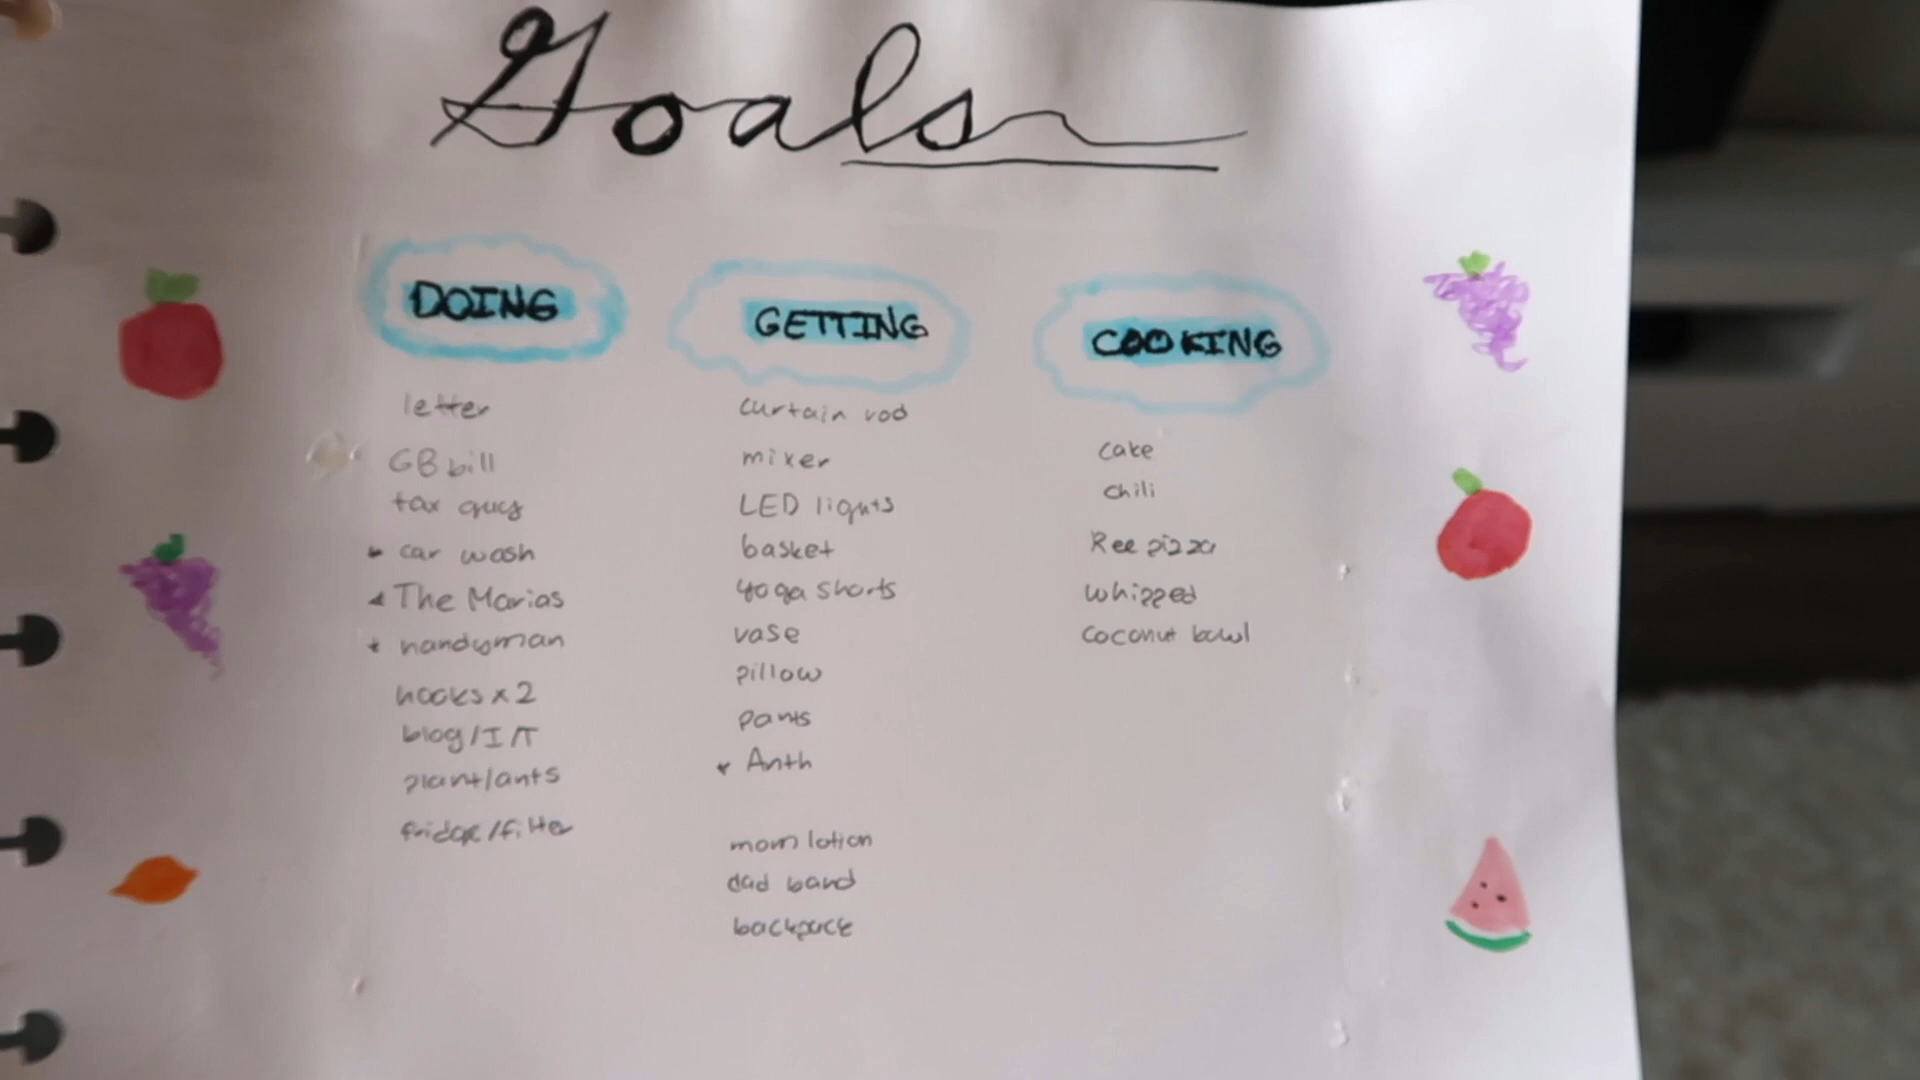 Goals
DOING
letter
GB bill
tax guy
car wash
The Marias
handyman
hooks x 2
blog/I/T
plant/ants
fridge/filter
GETTING
curtain rod
mixer
LED lights
basket
yoga shorts
vase
pillow
pants
Anth
mom lotion
dad band
backpack
COOKING
cake
chili
Ree pizza
whipped
coconut bowl